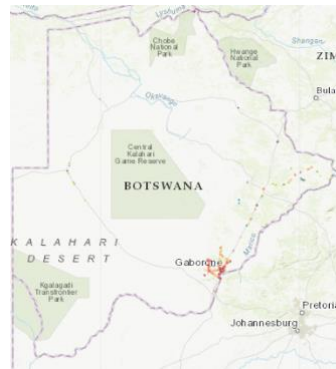 Chobe
National
Park
Hwange
National
Park
ZIM
Bula
Central
Kalahari
Game Reserve
BOTSWANA
KALAHARI
DESERT
Gaborone
Kgalagadi
Transfrontier
Park
Pretoria
Johannesburg